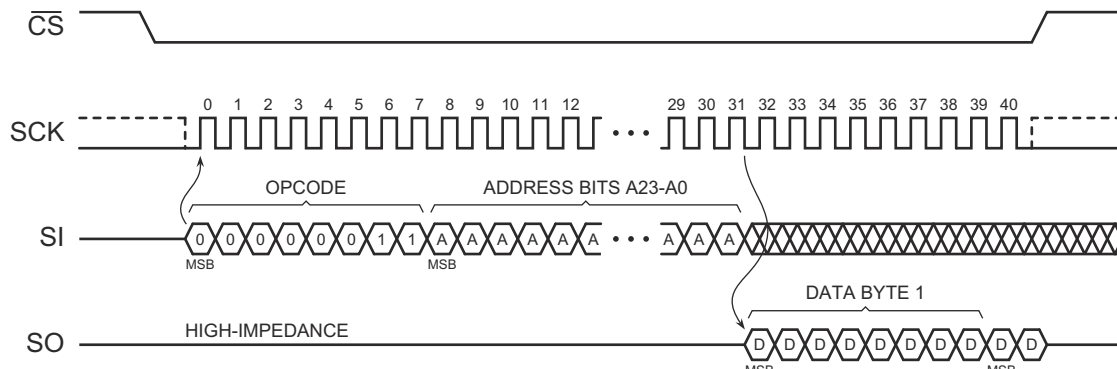 CS
0 1 2 3 4 5 6 7 8 9 10 11 12 29 30 31 32 33 34 35 36 37 38 39 40
SCK
OPCODE ADDRESS BITS A23-A0
SI 0 0 0 0 0 0 1 1 A A A A A A A A A
MSB MSB
DATA BYTE 1
HIGH-IMPEDANCE
SO D D D D D D D D D D
MSB MSB